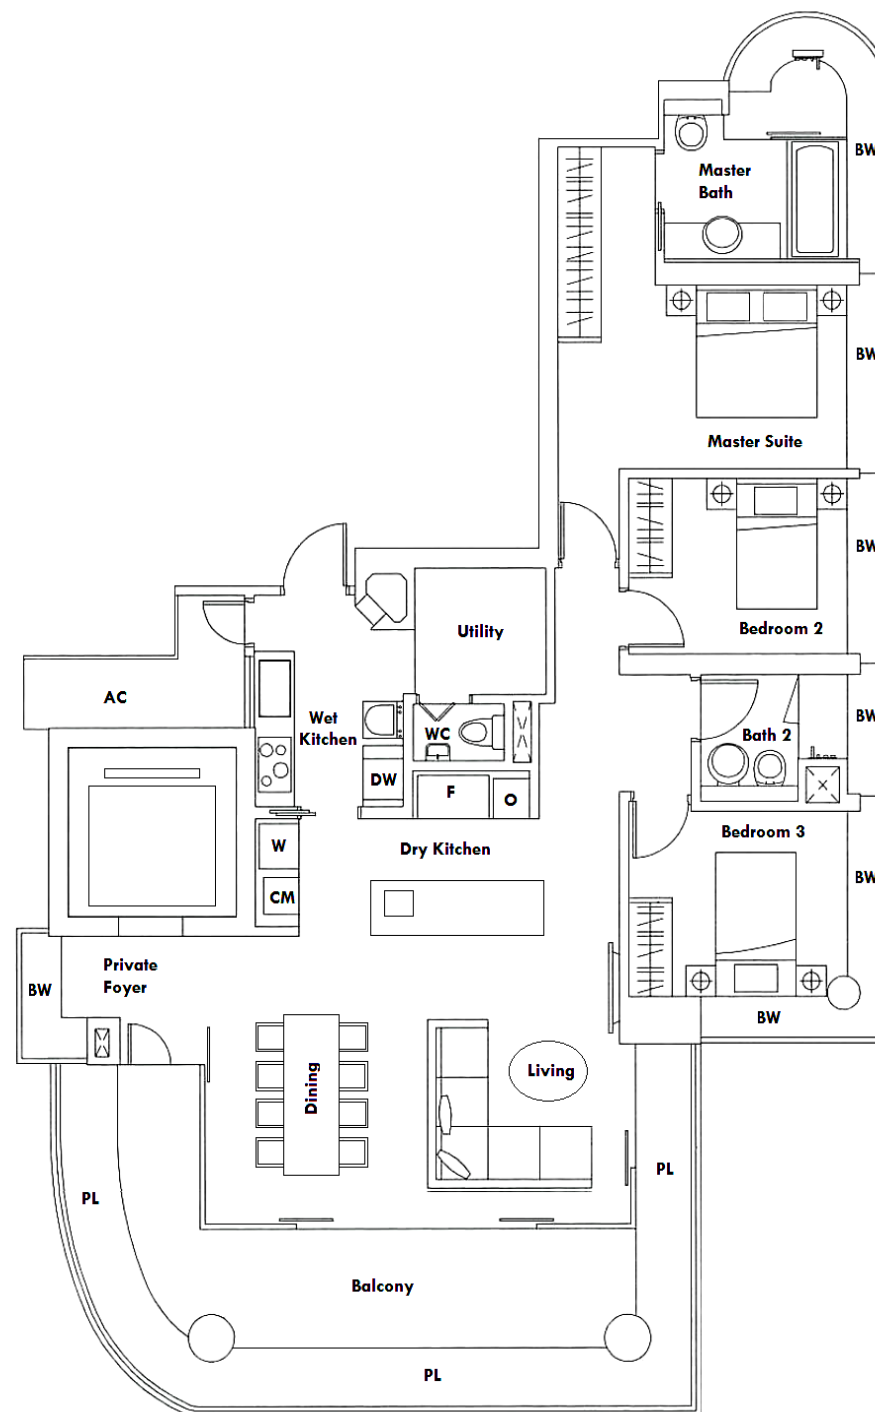 BW
Master
Bath
BW
Master Suite
BW
Bedroom 2
Utility
AC
Wet
Kitchen
WC
Bath 2
BW
DW
F
O
W
Dry Kitchen
Bedroom 3
CM
BW
Private
Foyer
BW
BW
Dining
Living
PL
PL
Balcony
PL